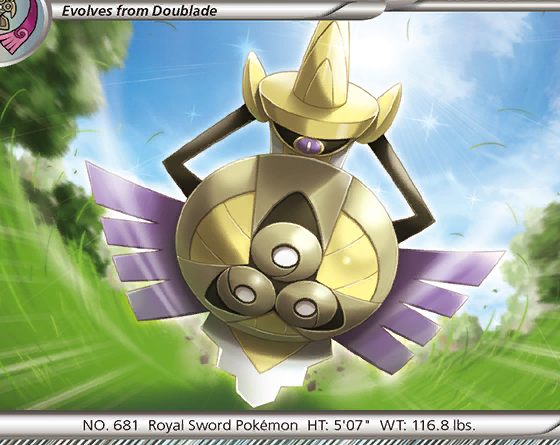 Evolves from Doublade
NO. 681 Royal Sword Pokémon HT: 5'07" WT: 116.8 lbs.